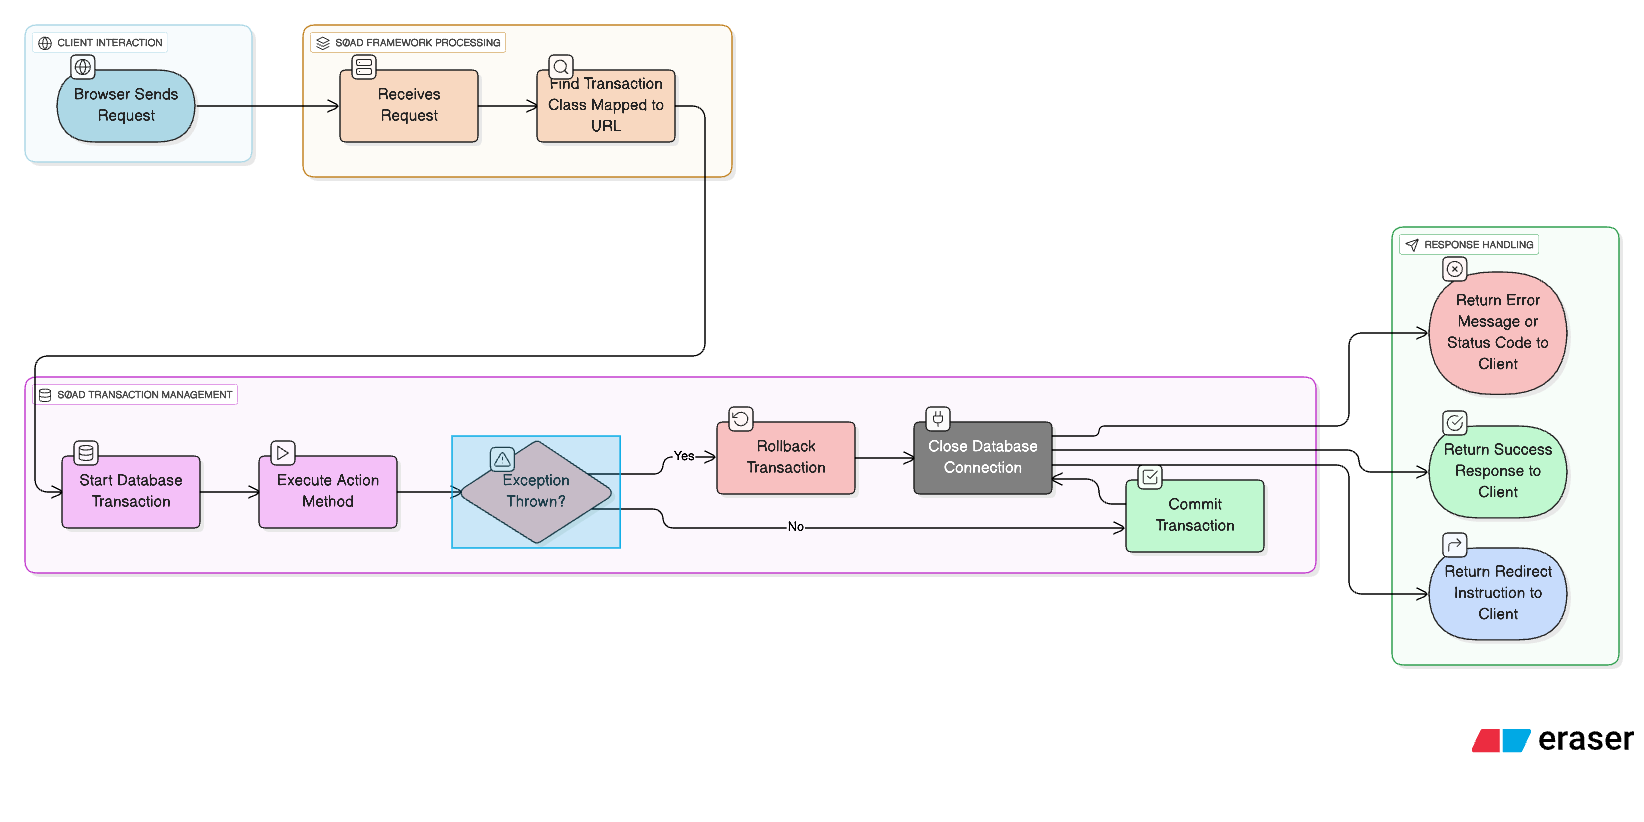 CLIENT INTERACTION
Browser Sends
Request
SØAD FRAMEWORK PROCESSING
Receives
Request
Find Transaction
Class Mapped to
URL
RESPONSE HANDLING
Return Error
Message or
Status Code to
Client
Return Success
Response to
Client
Return Redirect
Instruction to
Client
SØAD TRANSACTION MANAGEMENT
Start Database
Transaction
Execute Action
Method
Exception
Thrown?
Yes
No
Rollback
Transaction
Close Database
Connection
Commit
Transaction
eraser